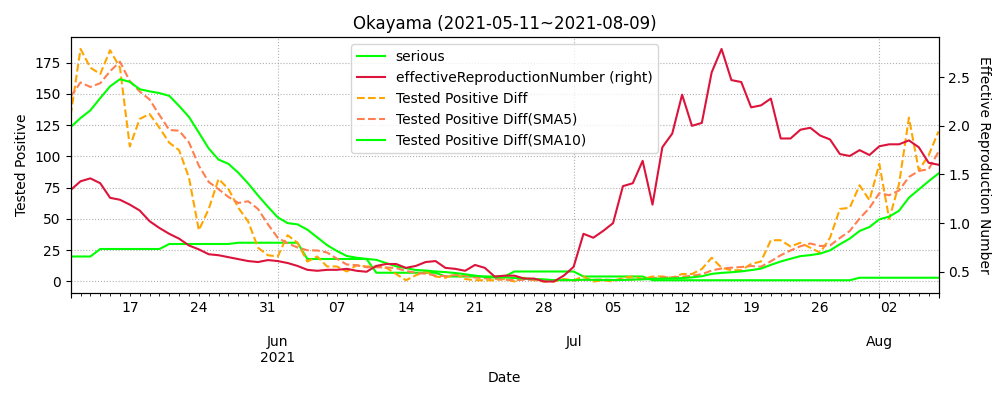 Okayama (2021-05-11~2021-08-09)
serious
effectiveReproductionNumber (right)
Tested Positive Diff
Tested Positive Diff(SMA5)
Tested Positive Diff(SMA10)
Tested Positive
175
150
125
100
75
50
25
0
2.5
2.0
1.5
1.0
0.5
Effective Reproduction Number
17 24 31 07 14 21 28 05 12 19 26 02
Jun Jul Aug
2021
Date